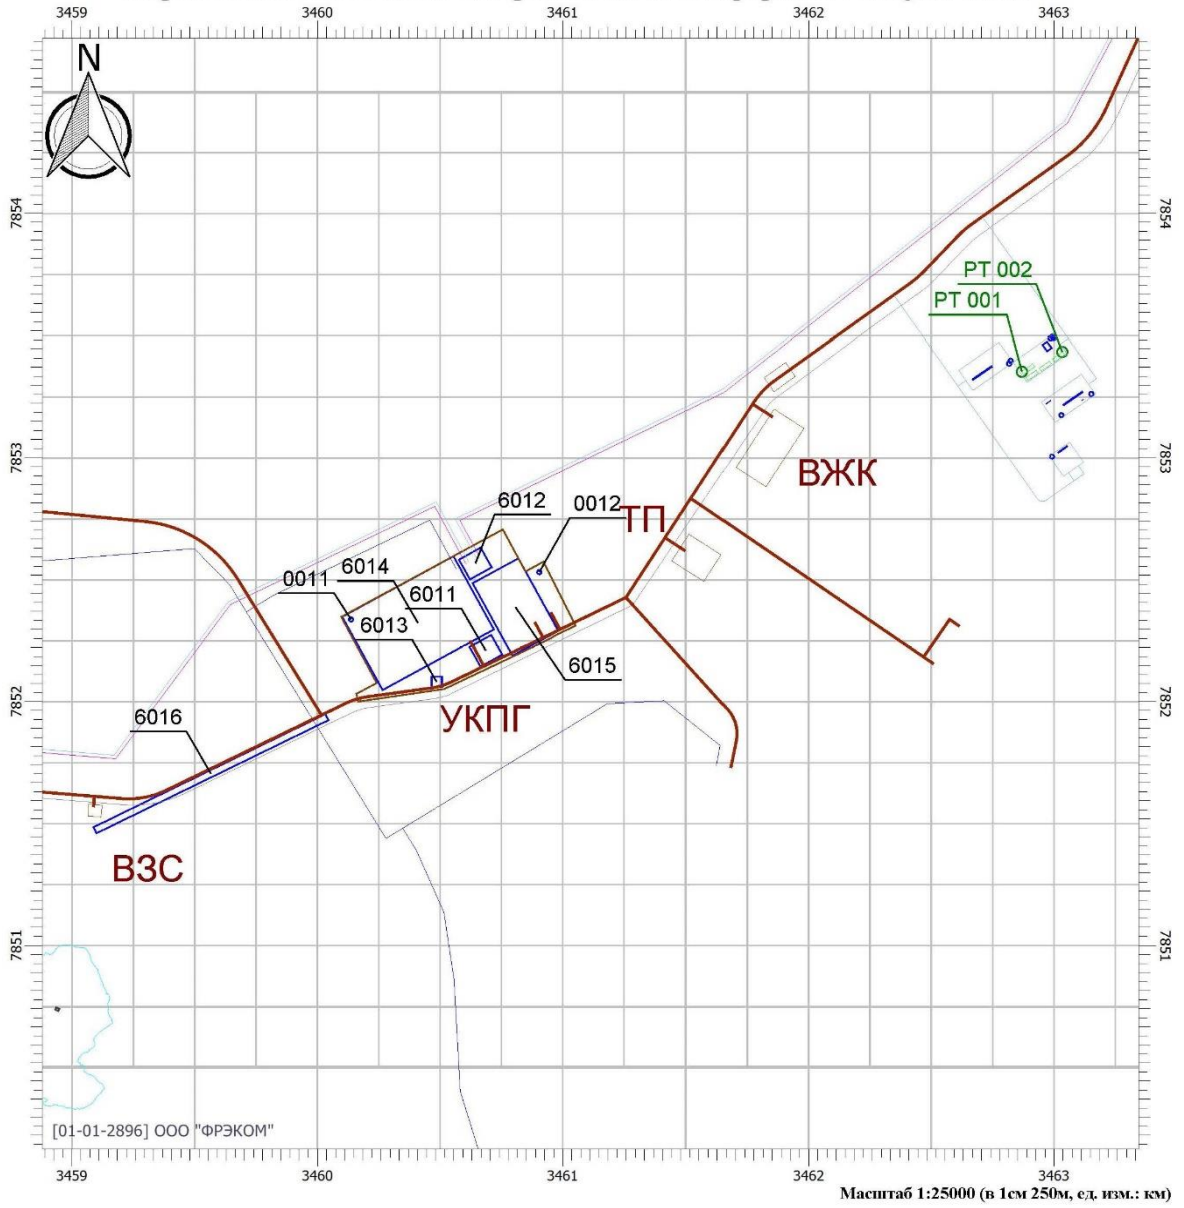 3459 3460 3461 3462 3463
N
7854 7854
РТ 002
РТ 001
7853 7853
ВЖК
6012 0012 ТП
6014
0011
6011
6013
6015
7852 7852
6016
УКПГ
ВЗС
7851 7851
[01-01-2896] ООО "ФРЭКОМ"
3459 3460 3461 3462 3463
Масштаб 1:25000 (в 1см 250м, ед. изм.: км)